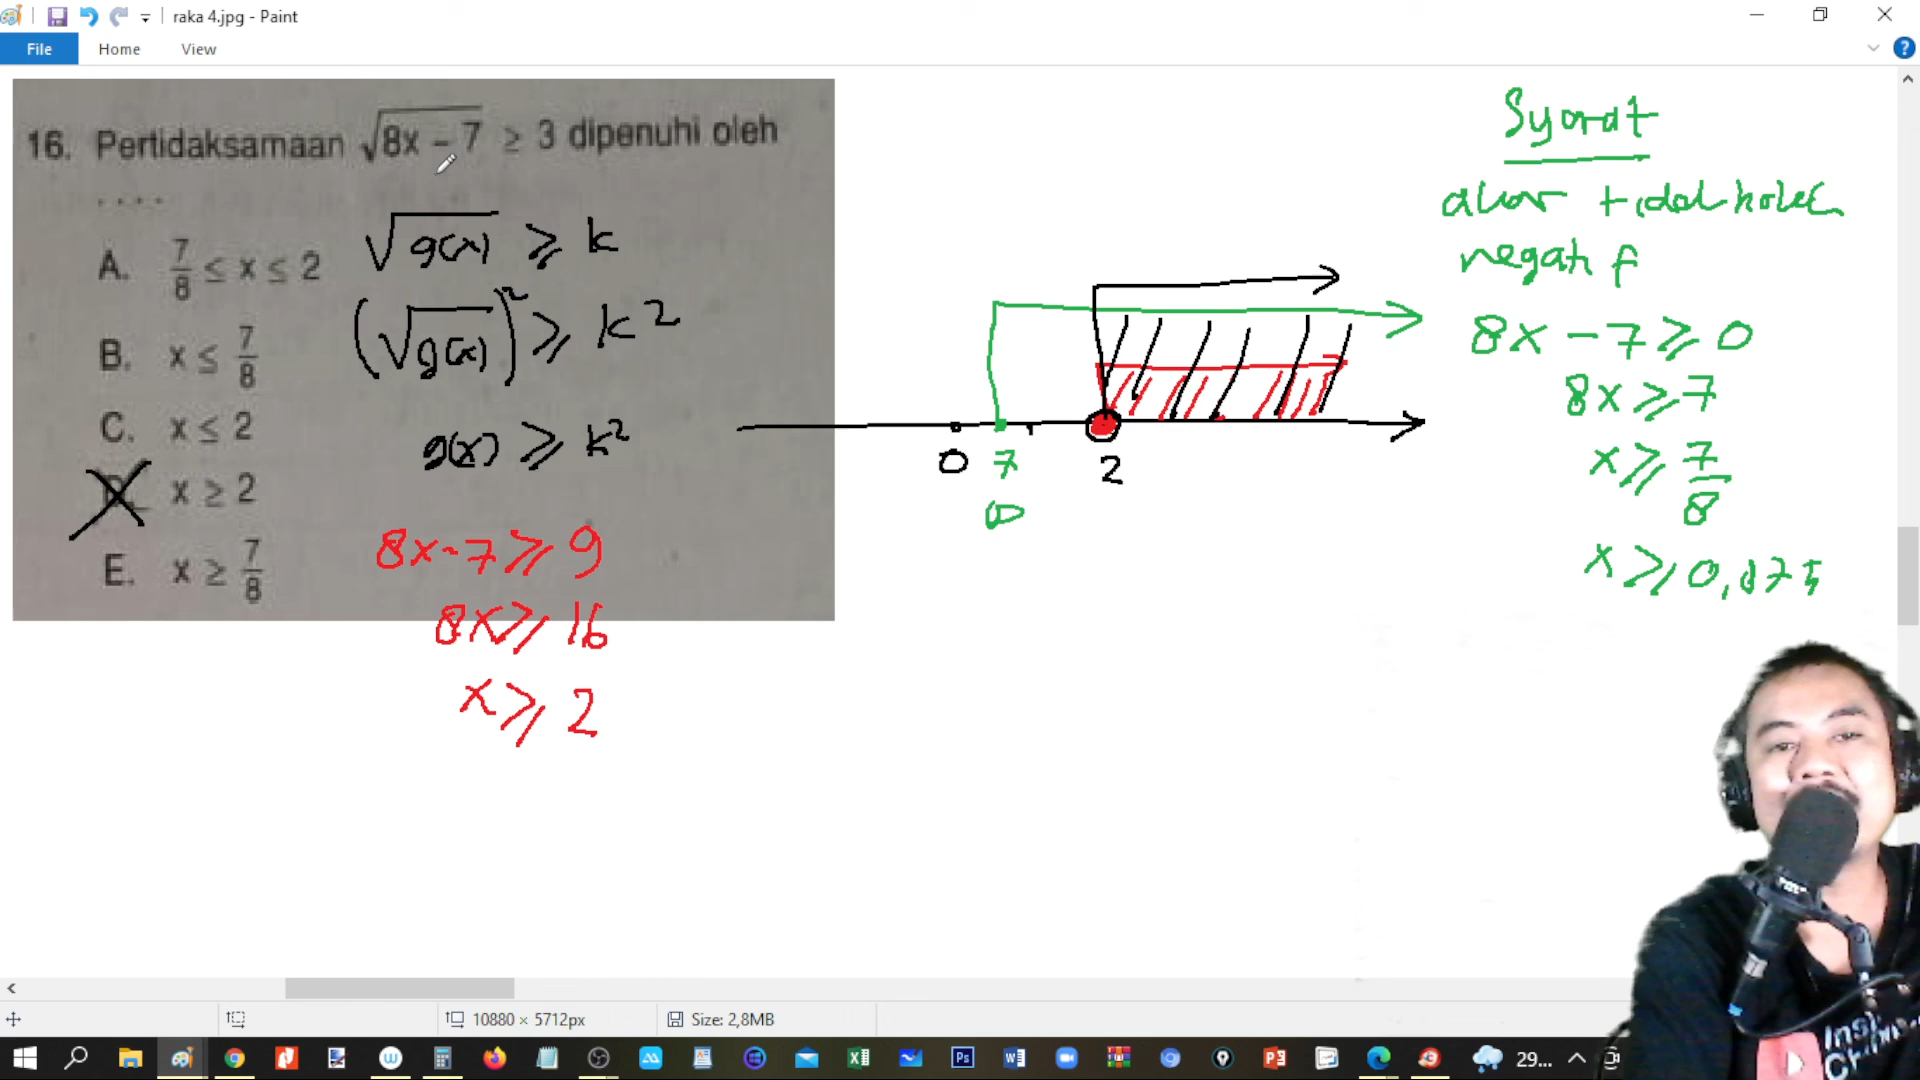 raka 4.jpg - Paint
File Home View
16. Pertidaksamaan √8x − 7 ≥ 3 dipenuhi oleh
....
A. 7/8 ≤ x ≤ 2
B. x ≤ 7/8
C. x ≤ 2
x ≥ 2
E. x ≥ 7/8
√g(x) ≥ k
(√g(x))² ≥ k²
g(x) ≥ k²
8x-7 ≥ 9
8x ≥ 16
x ≥ 2
0 7/8 2
Syarat
akar tidak boleh
negatif
8x - 7 ≥ 0
8x ≥ 7
x ≥ 7/8
x ≥ 0,875
10880 × 5712px
Size: 2,8MB
29...